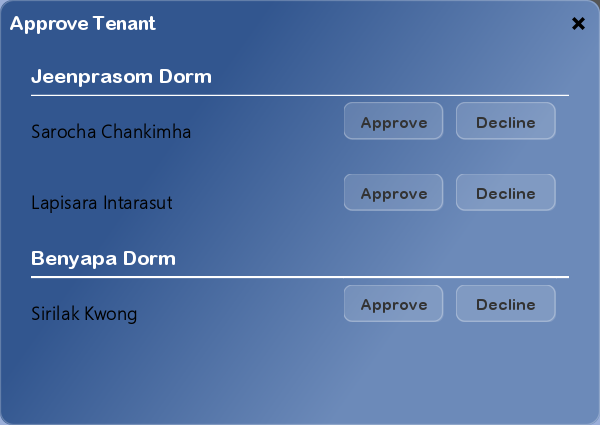 Approve Tenant ×
Jeenprasom Dorm
Sarocha Chankimha Approve Decline
Lapisara Intarasut Approve Decline
Benyapa Dorm
Sirilak Kwong Approve Decline